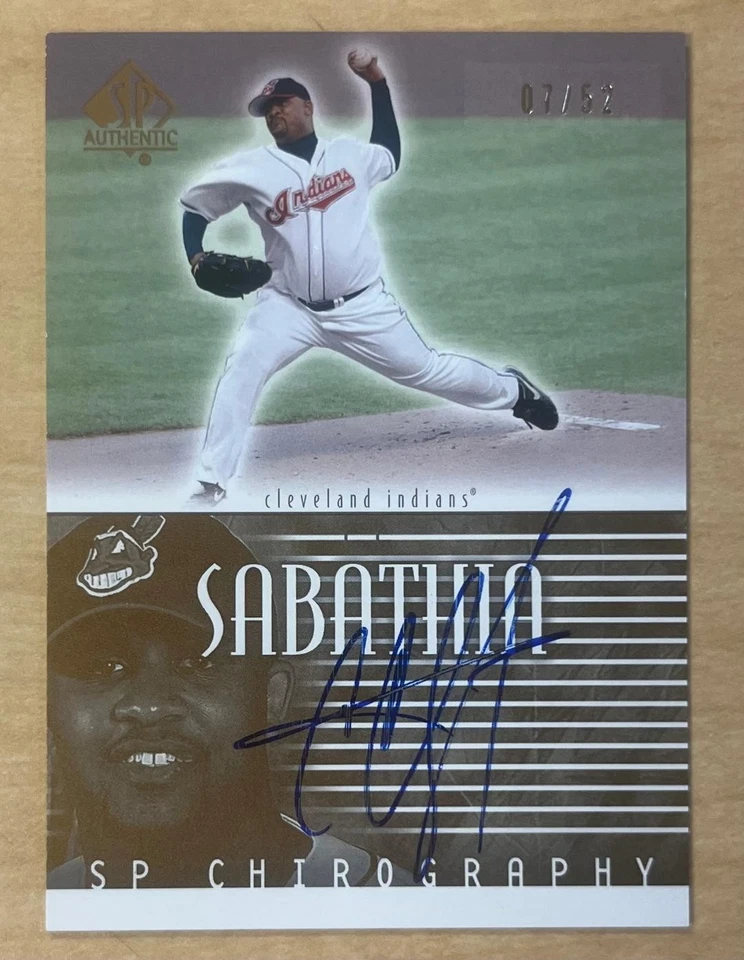 SP
AUTHENTIC
07/52
Indians
cleveland indians®
SABATHIA
SP CHIROGRAPHY